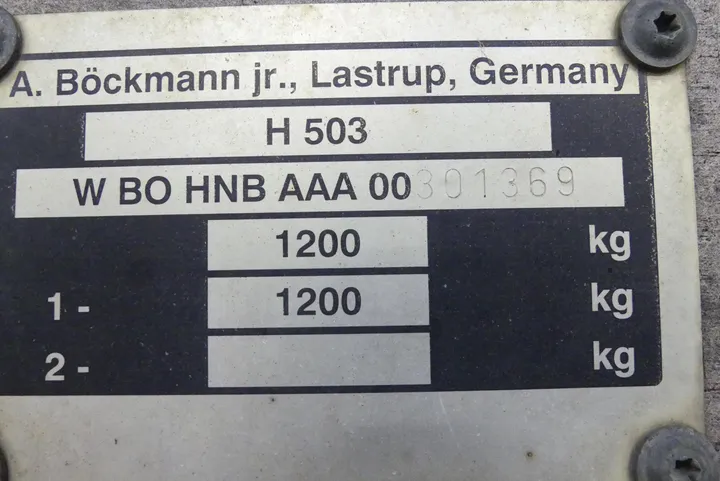 A. Böckmann jr., Lastrup, Germany
H 503
W BO HNB AAA 00301369
1200 kg
1- 1200 kg
2- kg